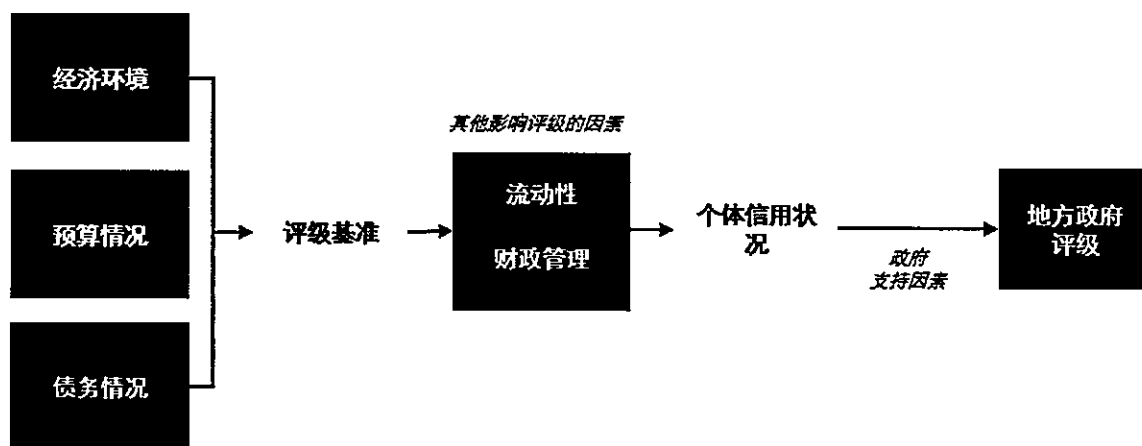 经济环境
预算情况
债务情况
评级基准
其他影响评级的因素
流动性
财政管理
个体信用状
况
政府
支持因素
地方政府
评级